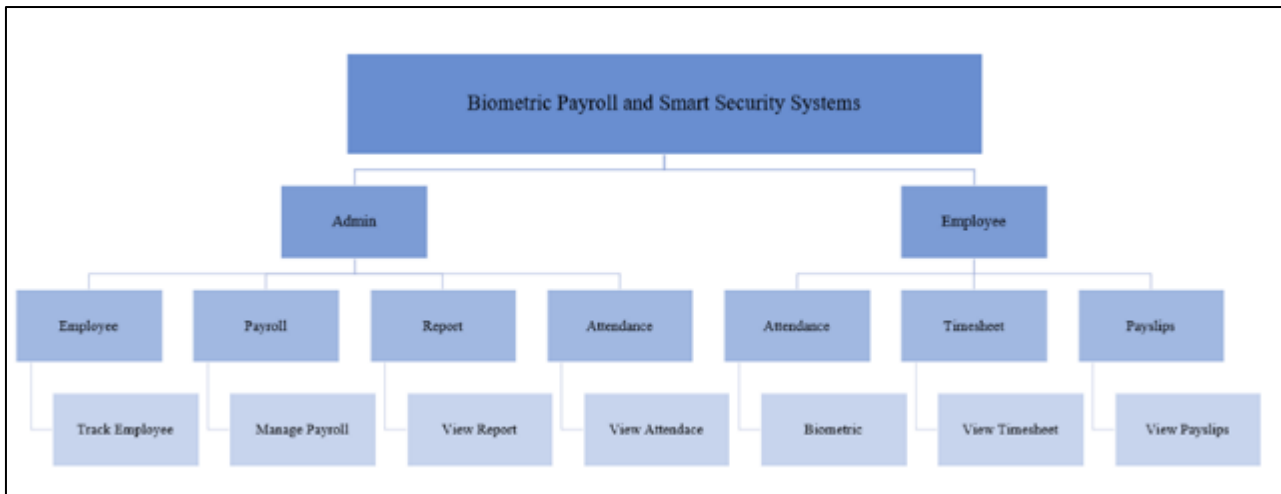 Biometric Payroll and Smart Security Systems
Admin
Employee
Employee
Payroll
Report
Attendance
Attendance
Timesheet
Payslips
Track Employee
Manage Payroll
View Report
View Attendace
Biometric
View Timesheet
View Payslips